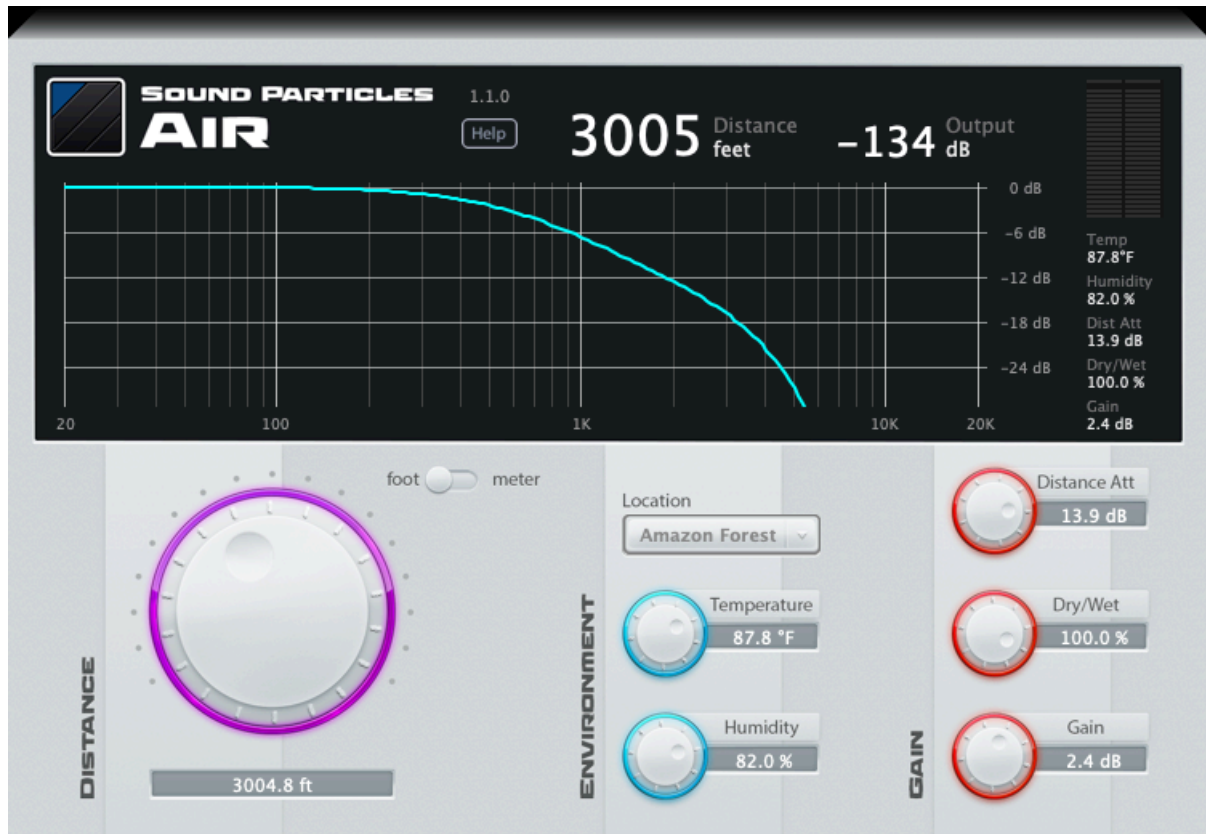 SOUND PARTICLES 1.1.0
AIR
Help
3005 Distance feet
-134 Output dB
0 dB
-6 dB
-12 dB
-18 dB
-24 dB
20 100 1K 10K 20K
Temp
87.8°F
Humidity
82.0 %
Dist Att
13.9 dB
Dry/Wet
100.0 %
Gain
2.4 dB
DISTANCE
foot meter
3004.8 ft
ENVIRONMENT
Location
Amazon Forest
Temperature
87.8 °F
Humidity
82.0 %
GAIN
Distance Att
13.9 dB
Dry/Wet
100.0 %
Gain
2.4 dB